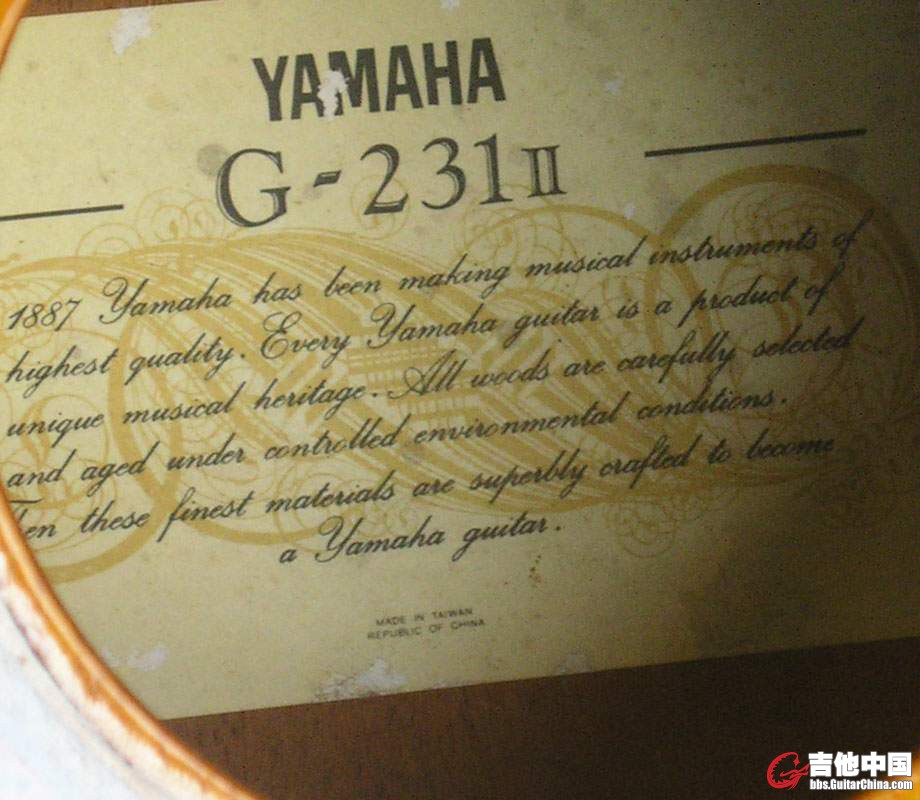 YAMAHA
G-231II
1887 Yamaha has been making musical instruments of
highest quality. Every Yamaha guitar is a product of
unique musical heritage. All woods are carefully selected
and aged under controlled environmental conditions.
Ten these finest materials are superbly crafted to become
a Yamaha guitar.
MADE IN TAIWAN
REPUBLIC OF CHINA
吉他中国
bbs.GuitarChina.com